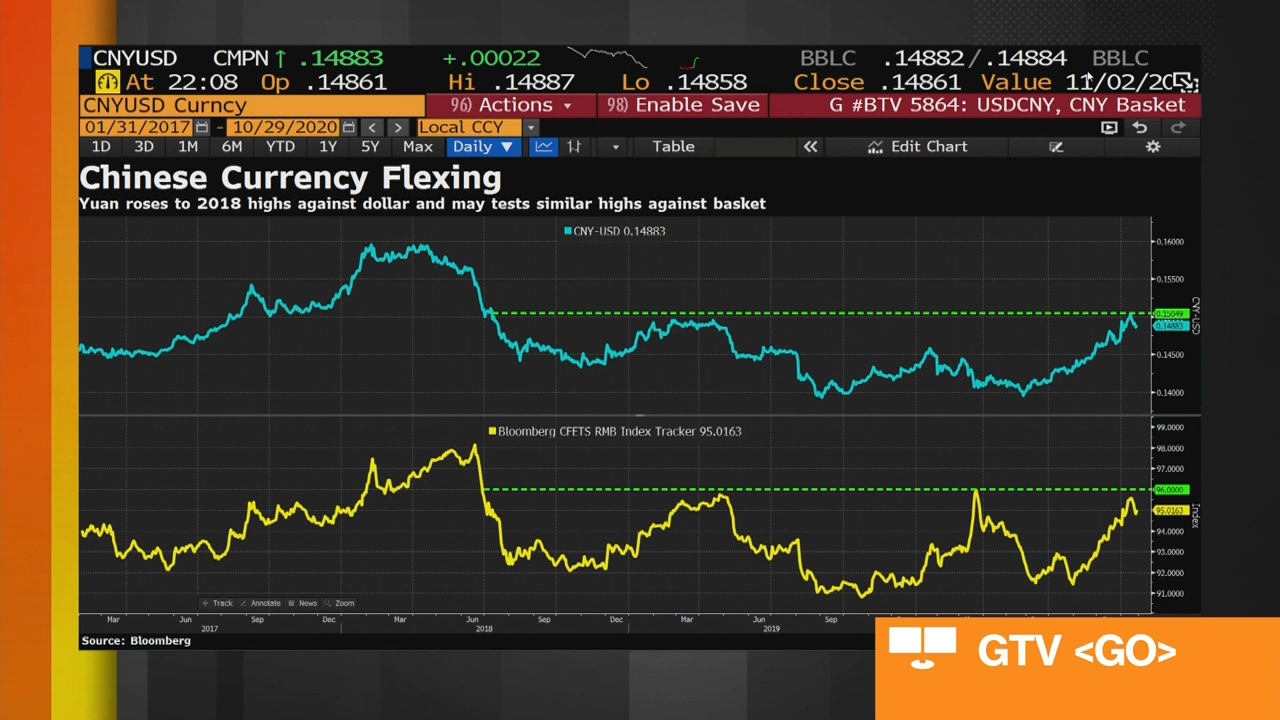 CNYUSD CMPN ↑ .14883 +.00022 BBLC .14882 / .14884 BBLC
At 22:08 Op .14861 Hi .14887 Lo .14858 Close .14861 Value 11/02/20
CNYUSD Curncy 96) Actions 98) Enable Save G #BTV 5864: USDCNY, CNY Basket
01/31/2017 - 10/29/2020 < > Local CCY
1D 3D 1M 6M YTD 1Y 5Y Max Daily ▼ Table « Edit Chart
Chinese Currency Flexing
Yuan roses to 2018 highs against dollar and may tests similar highs against basket
CNY-USD 0.14883
0.16000
0.15500
0.15049
0.14883
0.14500
0.14000
CNY-USD
Bloomberg CFETS RMB Index Tracker 95.0163
99.0000
98.0000
97.0000
96.0000
95.0163
94.0000
93.0000
92.0000
91.0000
Index
Track Annotate News Zoom
Mar Jun Sep Dec Mar Jun Sep Dec Mar Jun Sep
2017 2018 2019
Source: Bloomberg
GTV <GO>